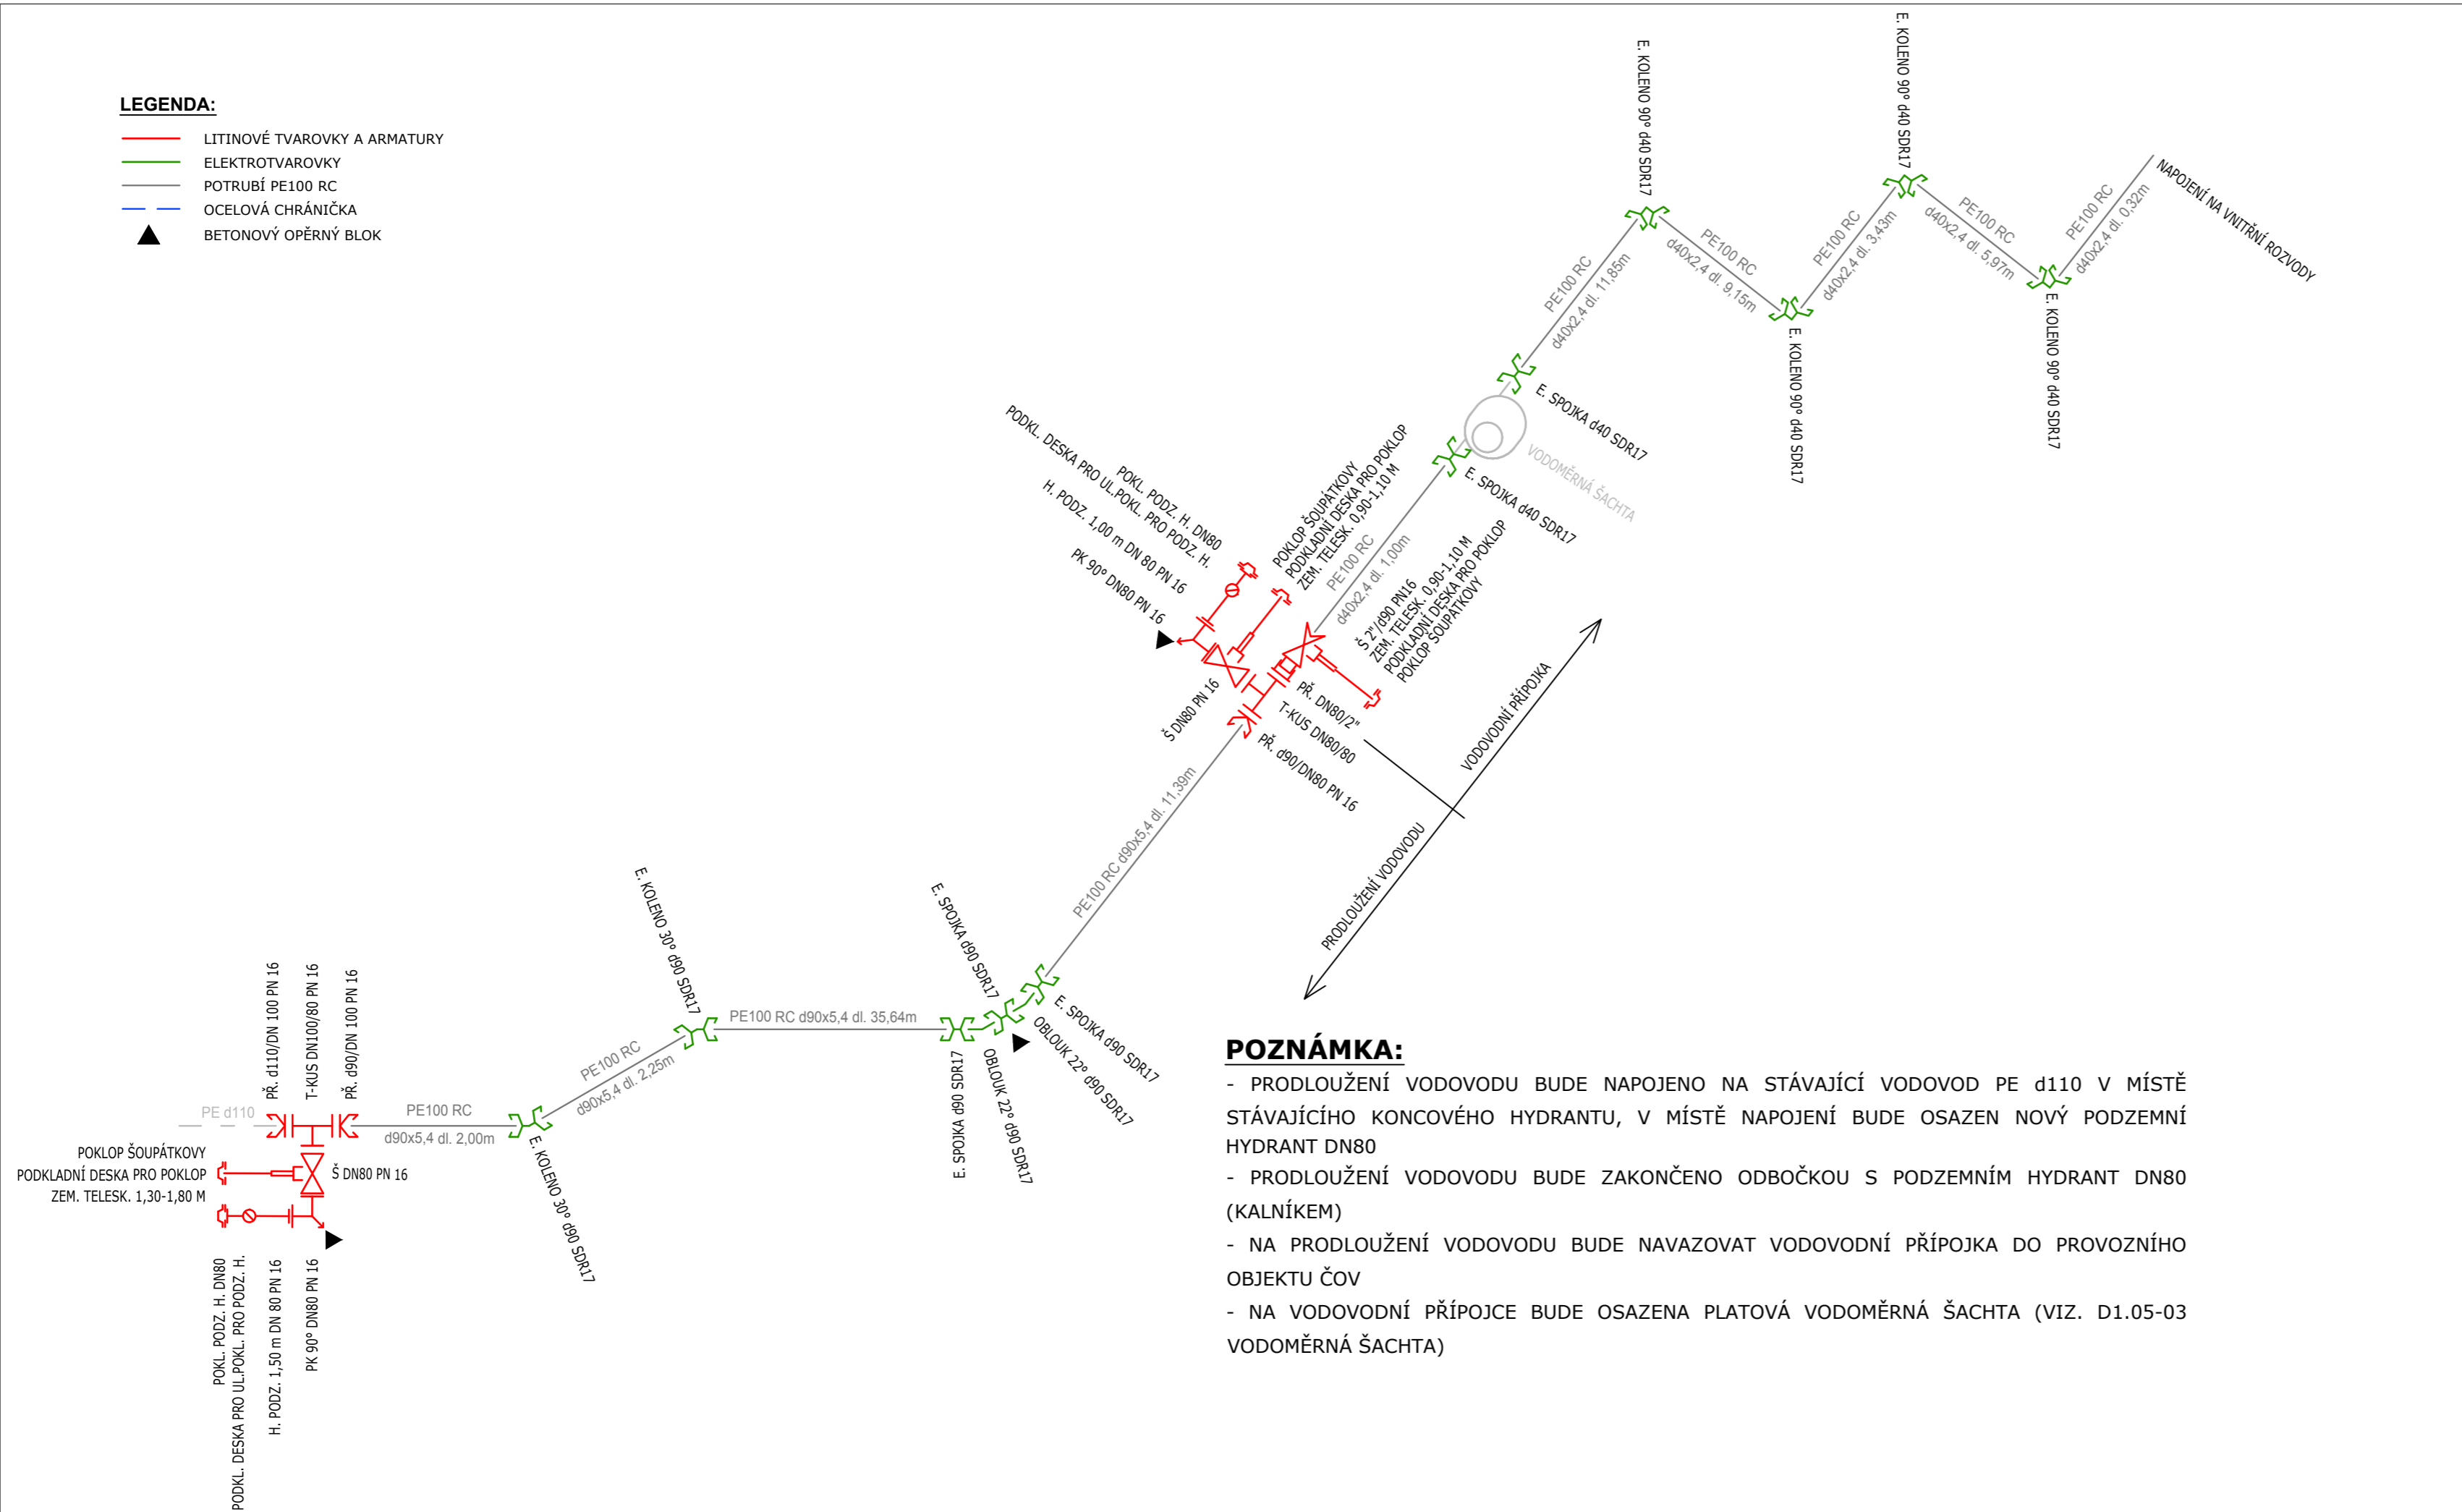 LEGENDA:
LITINOVÉ TVAROVKY A ARMATURY
ELEKTROTVAROVKY
POTRUBÍ PE100 RC
OCELOVÁ CHRÁNIČKA
BETONOVÝ OPĚRNÝ BLOK
E. KOLENO 90° d40 SDR17
E. KOLENO 90° d40 SDR17
NAPOJENÍ NA VNITŘNÍ ROZVODY
PE100 RC
d40x2,4 dl. 0,32m
PE100 RC
d40x2,4 dl. 5,97m
PE100 RC
d40x2,4 dl. 3,43m
PE100 RC
d40x2,4 dl. 9,15m
PE100 RC
d40x2,4 dl. 11,85m
E. KOLENO 90° d40 SDR17
E. KOLENO 90° d40 SDR17
E. SPOJKA d40 SDR17
VODOMĚRNÁ ŠACHTA
E. SPOJKA d40 SDR17
PE100 RC
d40x2,4 dl. 1,00m
POKL. PODZ. H. DN80
PODKL. DESKA PRO UL.POKL. PRO PODZ. H.
H. PODZ. 1,00 m DN 80 PN 16
PK 90° DN80 PN 16
POKLOP ŠOUPÁTKOVY
PODKLADNÍ DESKA PRO POKLOP
ZEM. TELESK. 0,90-1,10 M
Š 2"/d90 PN16
ZEM. TELESK. 0,90-1,10 M
PODKLADNÍ DESKA PRO POKLOP
POKLOP ŠOUPÁTKOVY
Š DN80 PN 16
PŘ. DN80/2"
T-KUS DN80/80
PŘ. d90/DN80 PN 16
VODOVODNÍ PŘÍPOJKA
PRODLOUŽENÍ VODOVODU
PE100 RC d90x5,4 dl. 11,39m
E. SPOJKA d90 SDR17
E. SPOJKA d90 SDR17
OBLOUK 22° d90 SDR17
OBLOUK 22° d90 SDR17
E. SPOJKA d90 SDR17
PE100 RC d90x5,4 dl. 35,64m
E. KOLENO 30° d90 SDR17
PE100 RC
d90x5,4 dl. 2,25m
E. KOLENO 30° d90 SDR17
PE100 RC
d90x5,4 dl. 2,00m
PŘ. d110/DN 100 PN 16
T-KUS DN100/80 PN 16
PŘ. d90/DN 100 PN 16
PE d110
POKLOP ŠOUPÁTKOVY
PODKLADNÍ DESKA PRO POKLOP
ZEM. TELESK. 1,30-1,80 M
Š DN80 PN 16
POKL. PODZ. H. DN80
PODKL. DESKA PRO UL.POKL. PRO PODZ. H.
H. PODZ. 1,50 m DN 80 PN 16
PK 90° DN80 PN 16
POZNÁMKA:
- PRODLOUŽENÍ VODOVODU BUDE NAPOJENO NA STÁVAJÍCÍ VODOVOD PE d110 V MÍSTĚ
STÁVAJÍCÍHO KONCOVÉHO HYDRANTU, V MÍSTĚ NAPOJENÍ BUDE OSAZEN NOVÝ PODZEMNÍ
HYDRANT DN80
- PRODLOUŽENÍ VODOVODU BUDE ZAKONČENO ODBOČKOU S PODZEMNÍM HYDRANT DN80
(KALNÍKEM)
- NA PRODLOUŽENÍ VODOVODU BUDE NAVAZOVAT VODOVODNÍ PŘÍPOJKA DO PROVOZNÍHO
OBJEKTU ČOV
- NA VODOVODNÍ PŘÍPOJCE BUDE OSAZENA PLATOVÁ VODOMĚRNÁ ŠACHTA (VIZ. D1.05-03
VODOMĚRNÁ ŠACHTA)